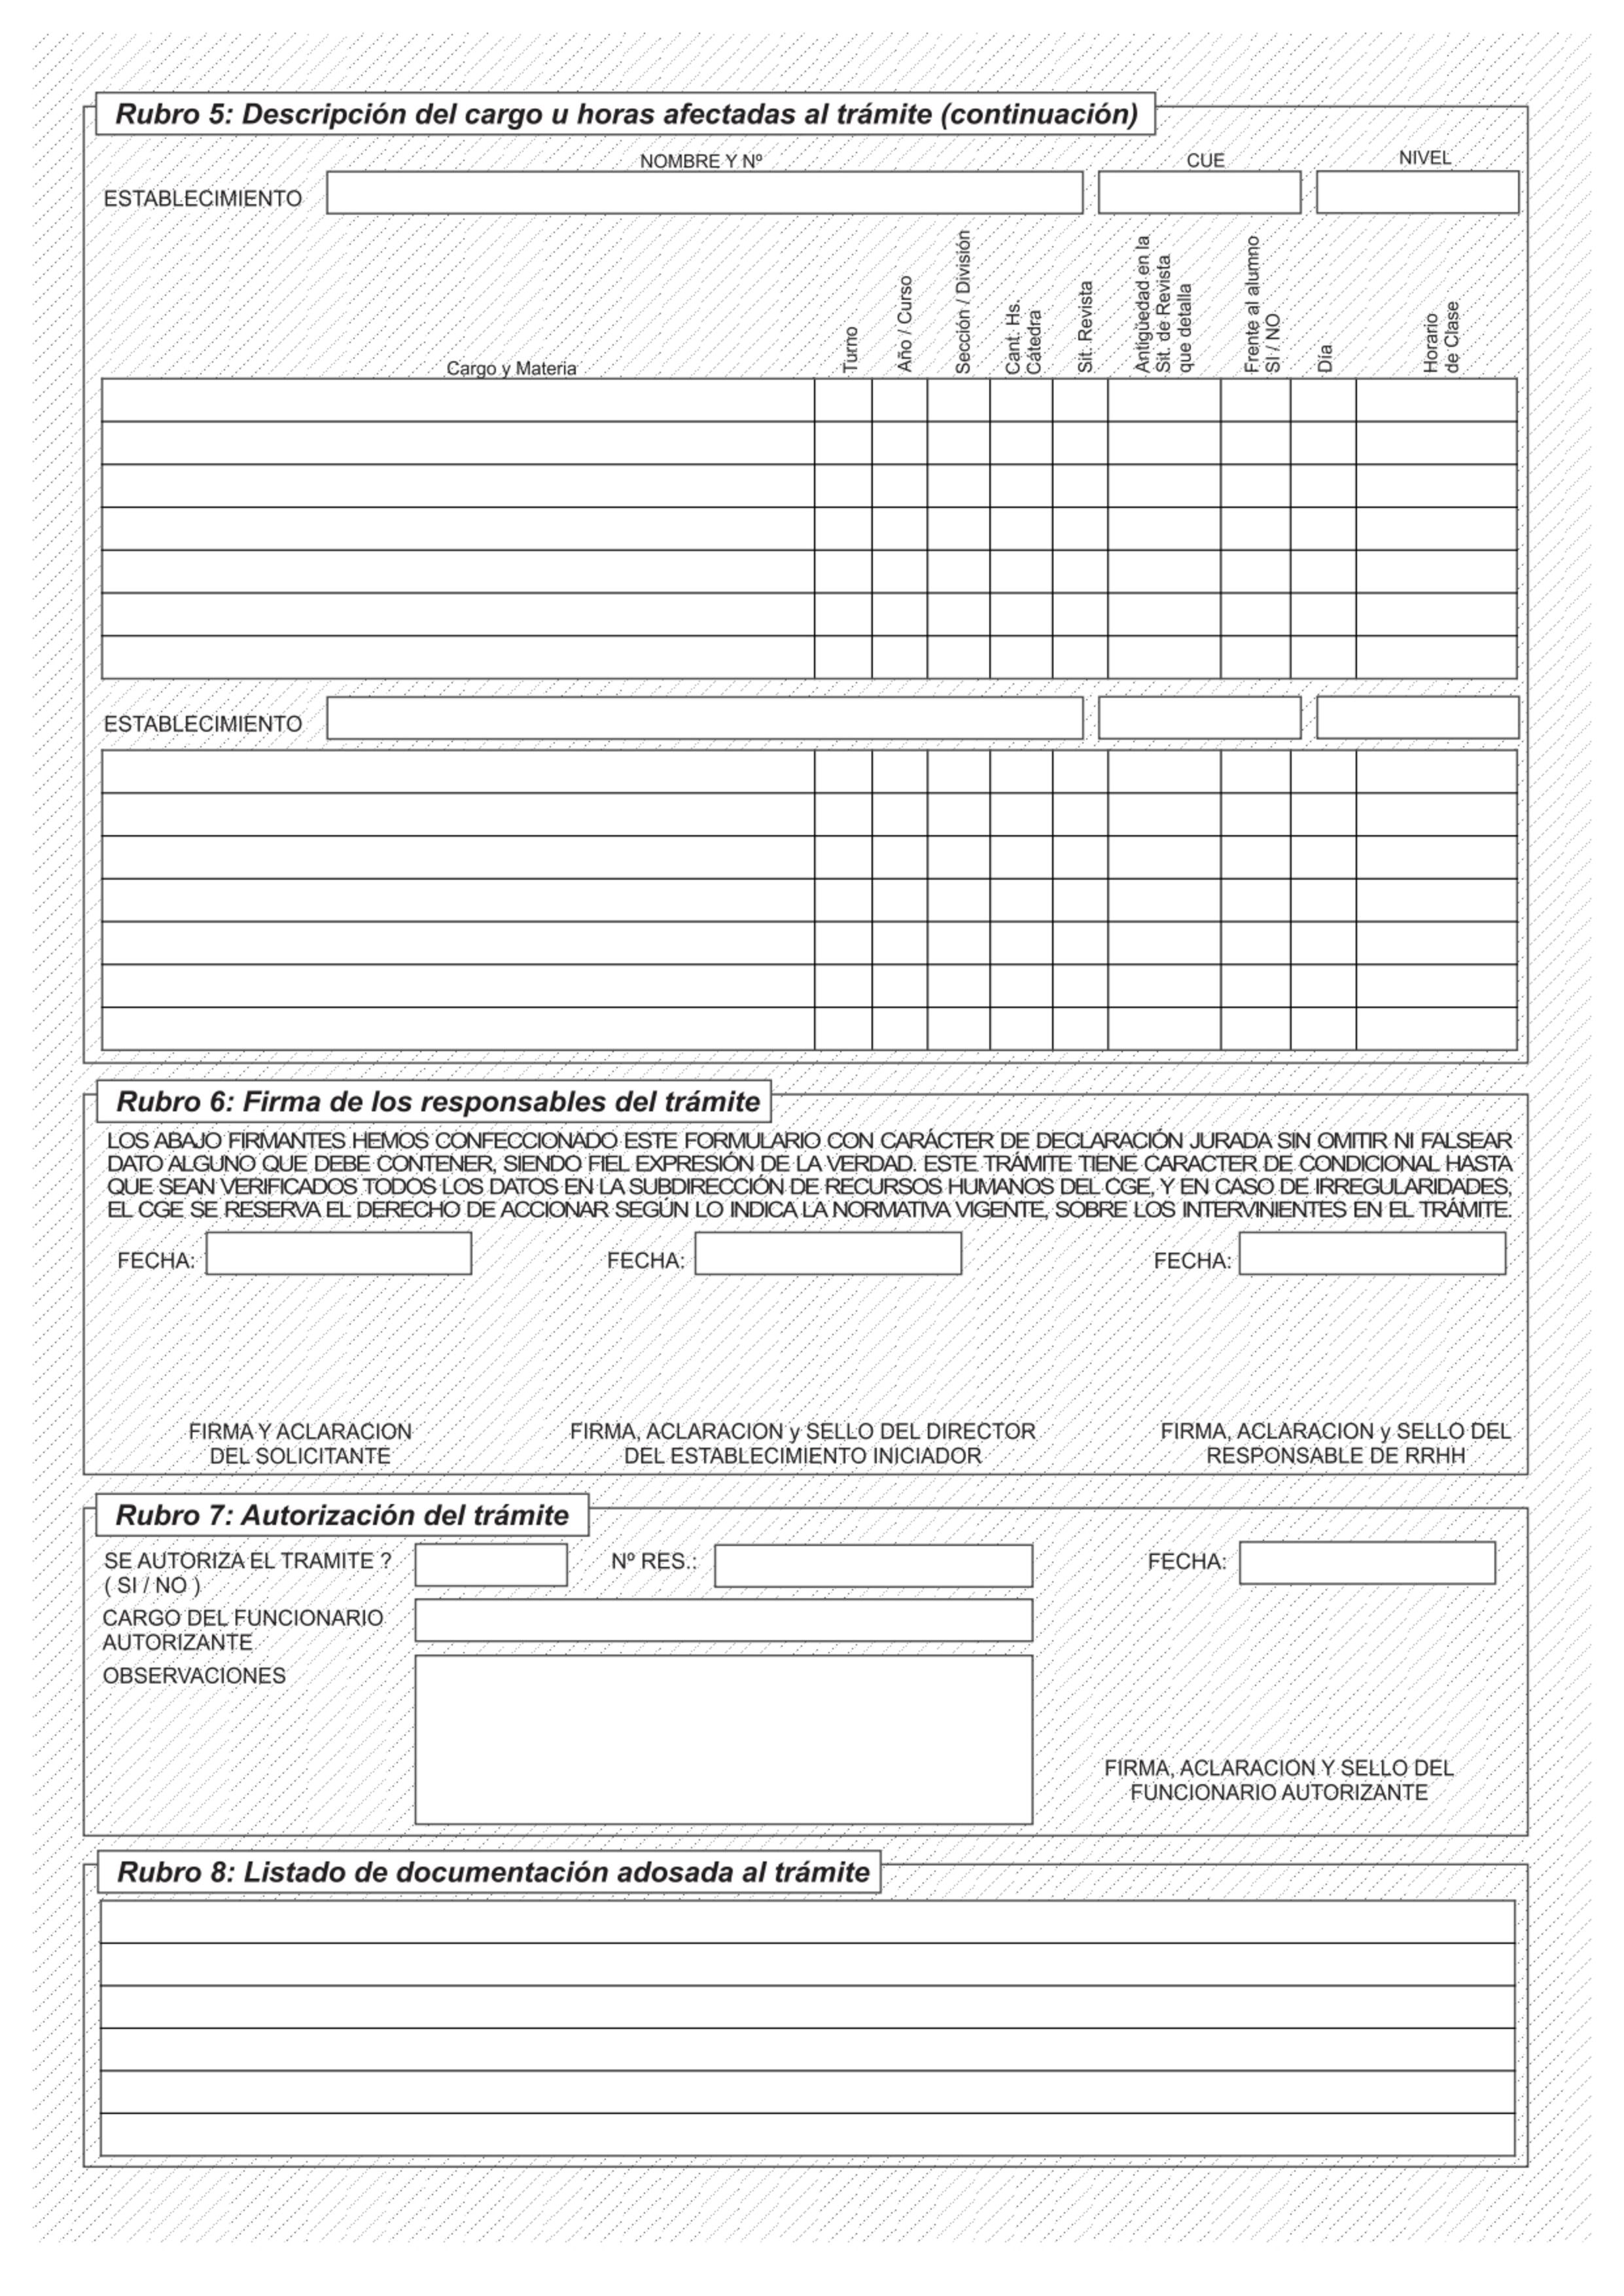 Rubro 5: Descripción del cargo u horas afectadas al trámite (continuación)
NOMBRE Y Nº
CUE
NIVEL
ESTABLECIMIENTO
Cargo y Materia
Turno
Año / Curso
Sección / División
Cant. Hs.
Cátedra
Sit. Revista
Antigüedad en la
Sit. de Revista
que detalla
Frente al alumno
SI / NO
Día
Horario
de Clase
ESTABLECIMIENTO
Rubro 6: Firma de los responsables del trámite
LOS ABAJO FIRMANTES HEMOS CONFECCIONADO ESTE FORMULARIO CON CARÁCTER DE DECLARACIÓN JURADA SIN OMITIR NI FALSEAR
DATO ALGUNO QUE DEBE CONTENER, SIENDO FIEL EXPRESIÓN DE LA VERDAD. ESTE TRÁMITE TIENE CARACTER DE CONDICIONAL HASTA
QUE SEAN VERIFICADOS TODOS LOS DATOS EN LA SUBDIRECCIÓN DE RECURSOS HUMANOS DEL CGE, Y EN CASO DE IRREGULARIDADES,
EL CGE SE RESERVA EL DERECHO DE ACCIONAR SEGÚN LO INDICA LA NORMATIVA VIGENTE, SOBRE LOS INTERVINIENTES EN EL TRÁMITE.
FECHA:
FECHA:
FECHA:
FIRMA Y ACLARACION
DEL SOLICITANTE
FIRMA, ACLARACION y SELLO DEL DIRECTOR
DEL ESTABLECIMIENTO INICIADOR
FIRMA, ACLARACION y SELLO DEL
RESPONSABLE DE RRHH
Rubro 7: Autorización del trámite
SE AUTORIZA EL TRAMITE ?
( SI / NO )
Nº RES.:
FECHA:
CARGO DEL FUNCIONARIO
AUTORIZANTE
OBSERVACIONES
FIRMA, ACLARACION Y SELLO DEL
FUNCIONARIO AUTORIZANTE
Rubro 8: Listado de documentación adosada al trámite